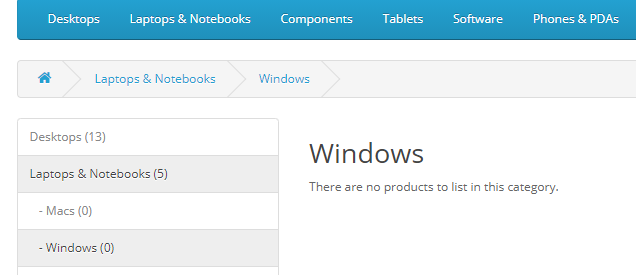 Desktops Laptops & Notebooks Components Tablets Software Phones & PDAs
Laptops & Notebooks Windows
Desktops (13)
Laptops & Notebooks (5)
- Macs (0)
- Windows (0)
Windows
There are no products to list in this category.